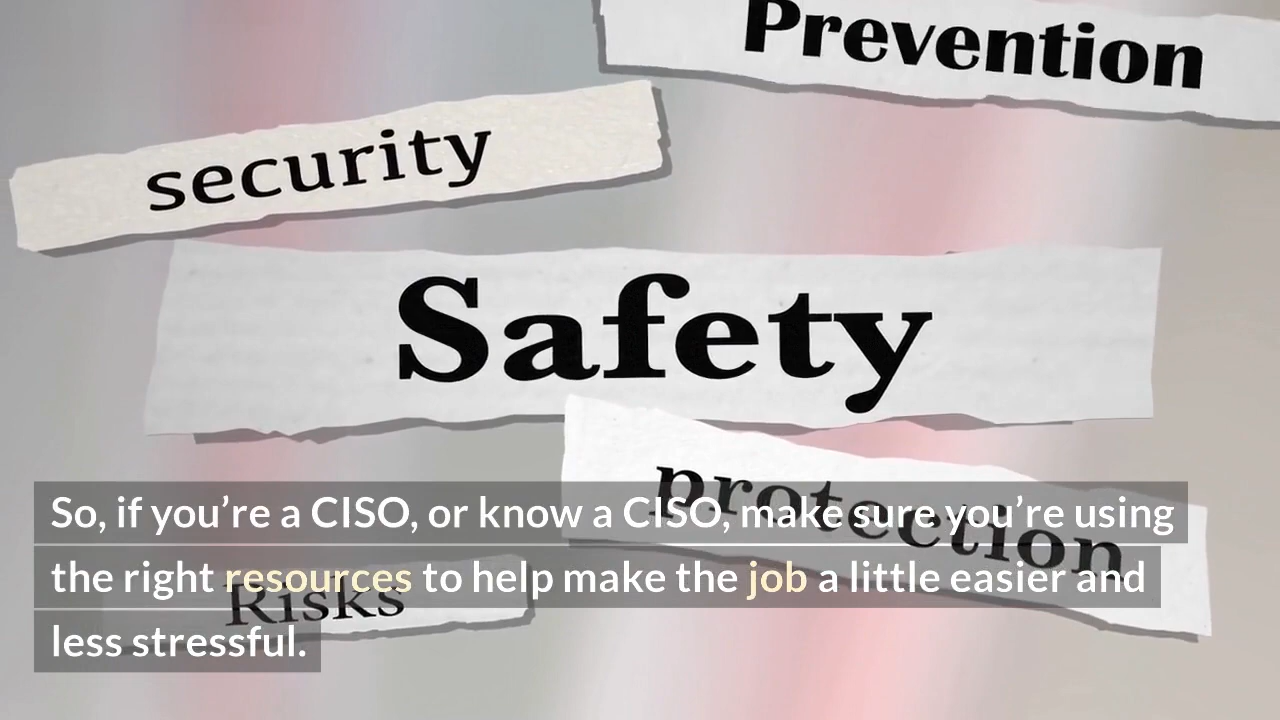 Prevention
security
Safety
protection
Risks
So, if you’re a CISO, or know a CISO, make sure you’re using
the right resources to help make the job a little easier and
less stressful.